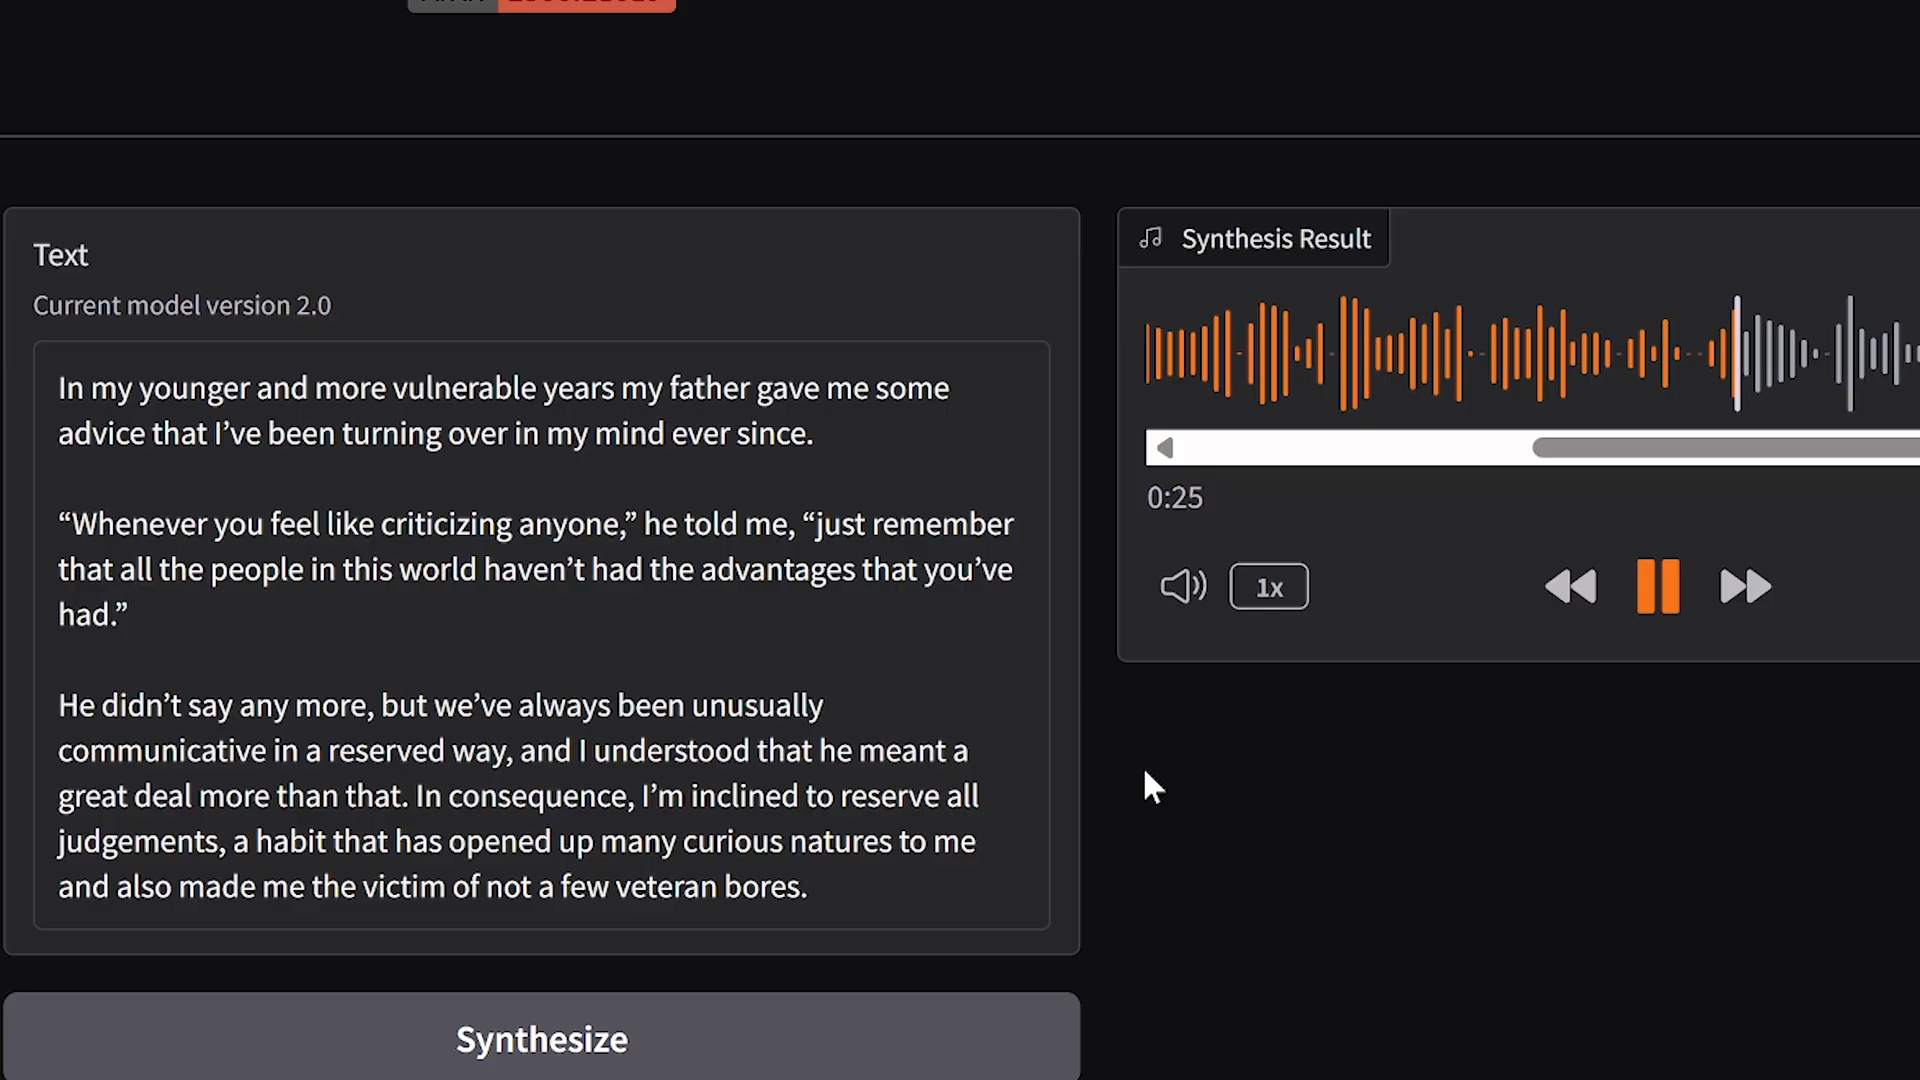 Text
Current model version 2.0
In my younger and more vulnerable years my father gave me some
advice that I’ve been turning over in my mind ever since.
“Whenever you feel like criticizing anyone,” he told me, “just remember
that all the people in this world haven’t had the advantages that you’ve
had.”
He didn’t say any more, but we’ve always been unusually
communicative in a reserved way, and I understood that he meant a
great deal more than that. In consequence, I’m inclined to reserve all
judgements, a habit that has opened up many curious natures to me
and also made me the victim of not a few veteran bores.
Synthesize
Synthesis Result
0:25
1x